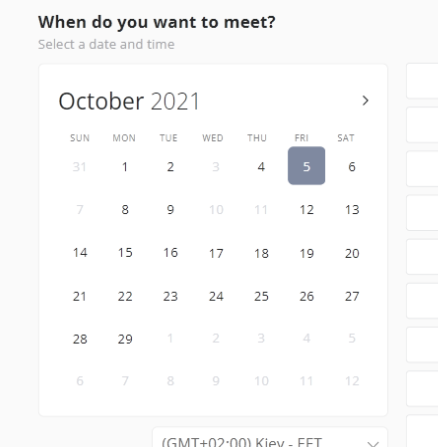 When do you want to meet?
Select a date and time
October 2021
SUN MON TUE WED THU FRI SAT
31 1 2 3 4 5 6
7 8 9 10 11 12 13
14 15 16 17 18 19 20
21 22 23 24 25 26 27
28 29 1 2 3 4 5
6 7 8 9 10 11 12
(GMT+02:00) Kiev - EET